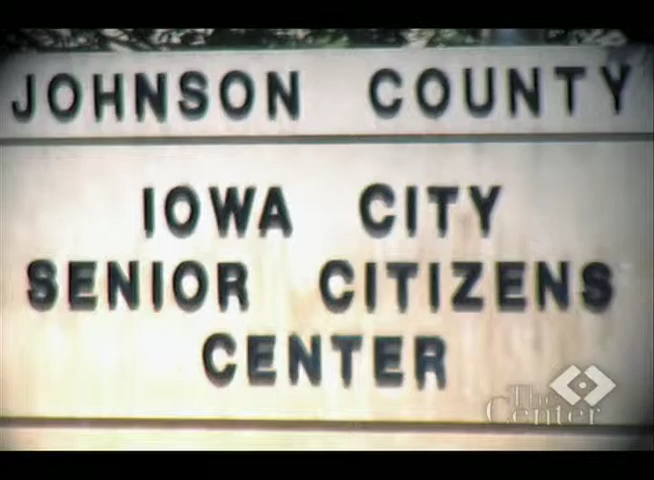 JOHNSON COUNTY
IOWA CITY
SENIOR CITIZENS
CENTER
The
Center